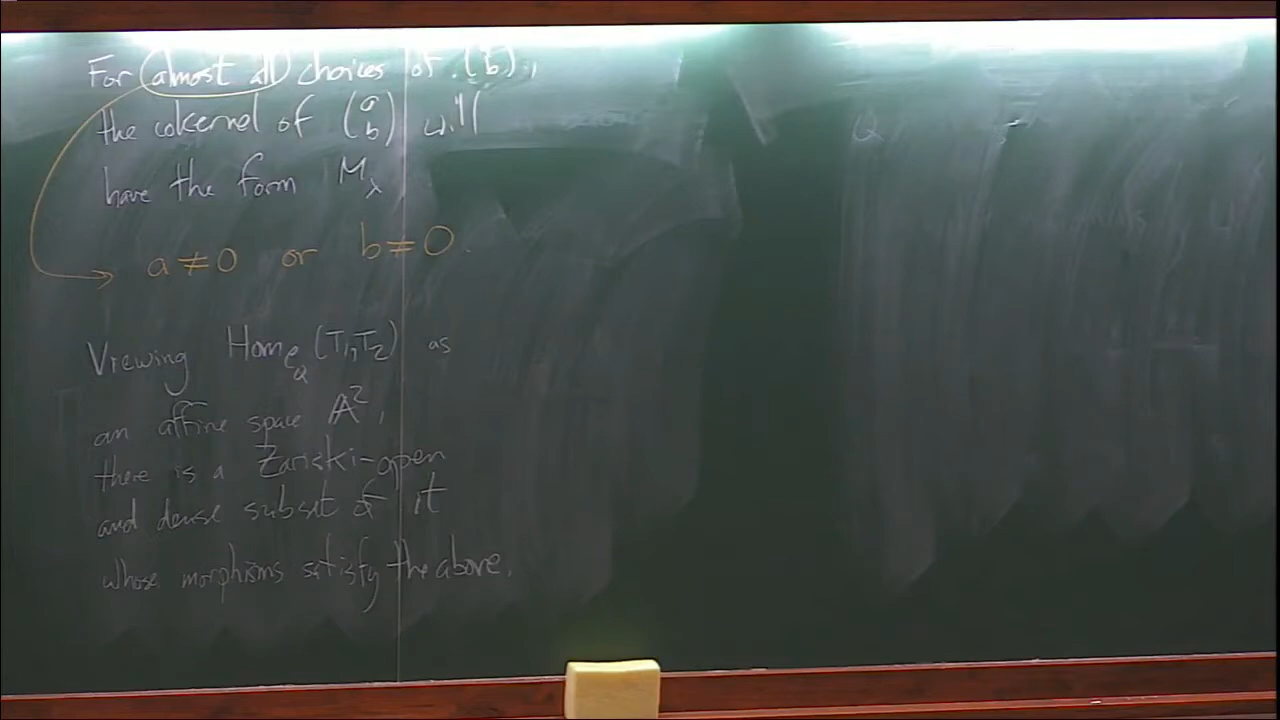 For almost all choices of (a b),
the cokernel of (a b) will
have the form M_λ
a ≠ 0 or b ≠ 0.
Viewing Hom_{e_Q}(T_1, T_2) as
an affine space 𝔸²,
there is a Zariski-open
and dense subset of it
whose morphisms satisfy the above.